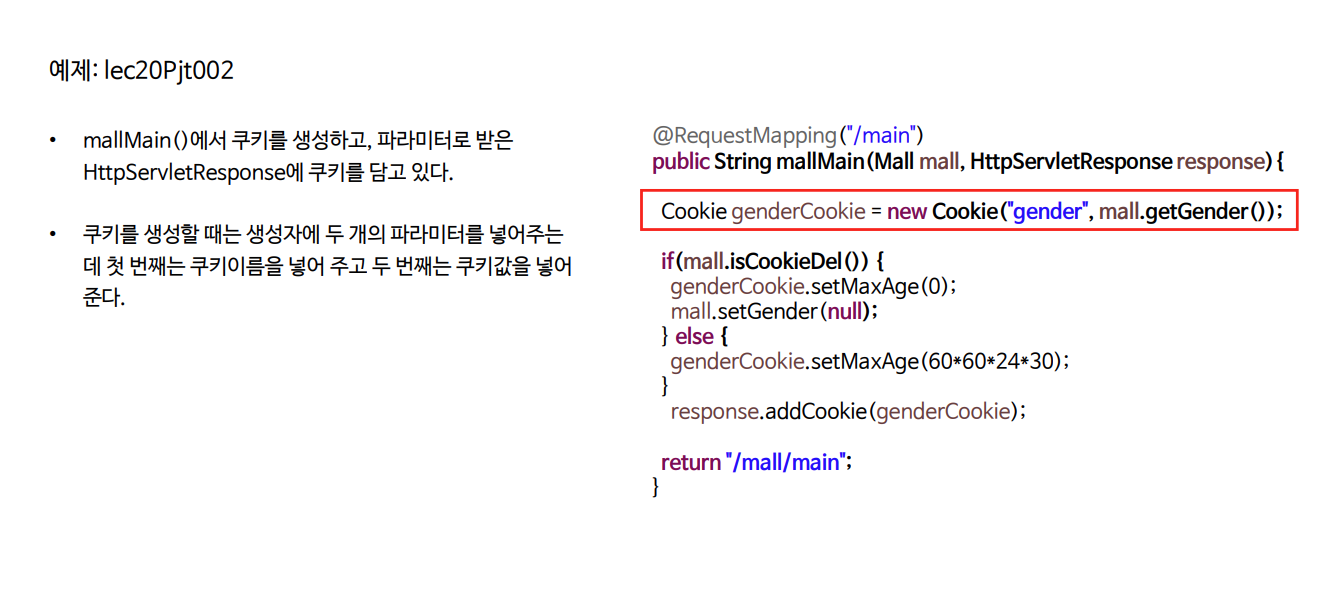 예제: lec20Pjt002
• mallMain()에서 쿠키를 생성하고, 파라미터로 받은
HttpServletResponse에 쿠키를 담고 있다.
• 쿠키를 생성할 때는 생성자에 두 개의 파라미터를 넣어주는
데 첫 번째는 쿠키이름을 넣어 주고 두 번째는 쿠키값을 넣어
준다.
@RequestMapping("/main")
public String mallMain(Mall mall, HttpServletResponse response) {
Cookie genderCookie = new Cookie("gender", mall.getGender());
if(mall.isCookieDel()) {
genderCookie.setMaxAge(0);
mall.setGender(null);
} else {
genderCookie.setMaxAge(60*60*24*30);
}
response.addCookie(genderCookie);
return "/mall/main";
}